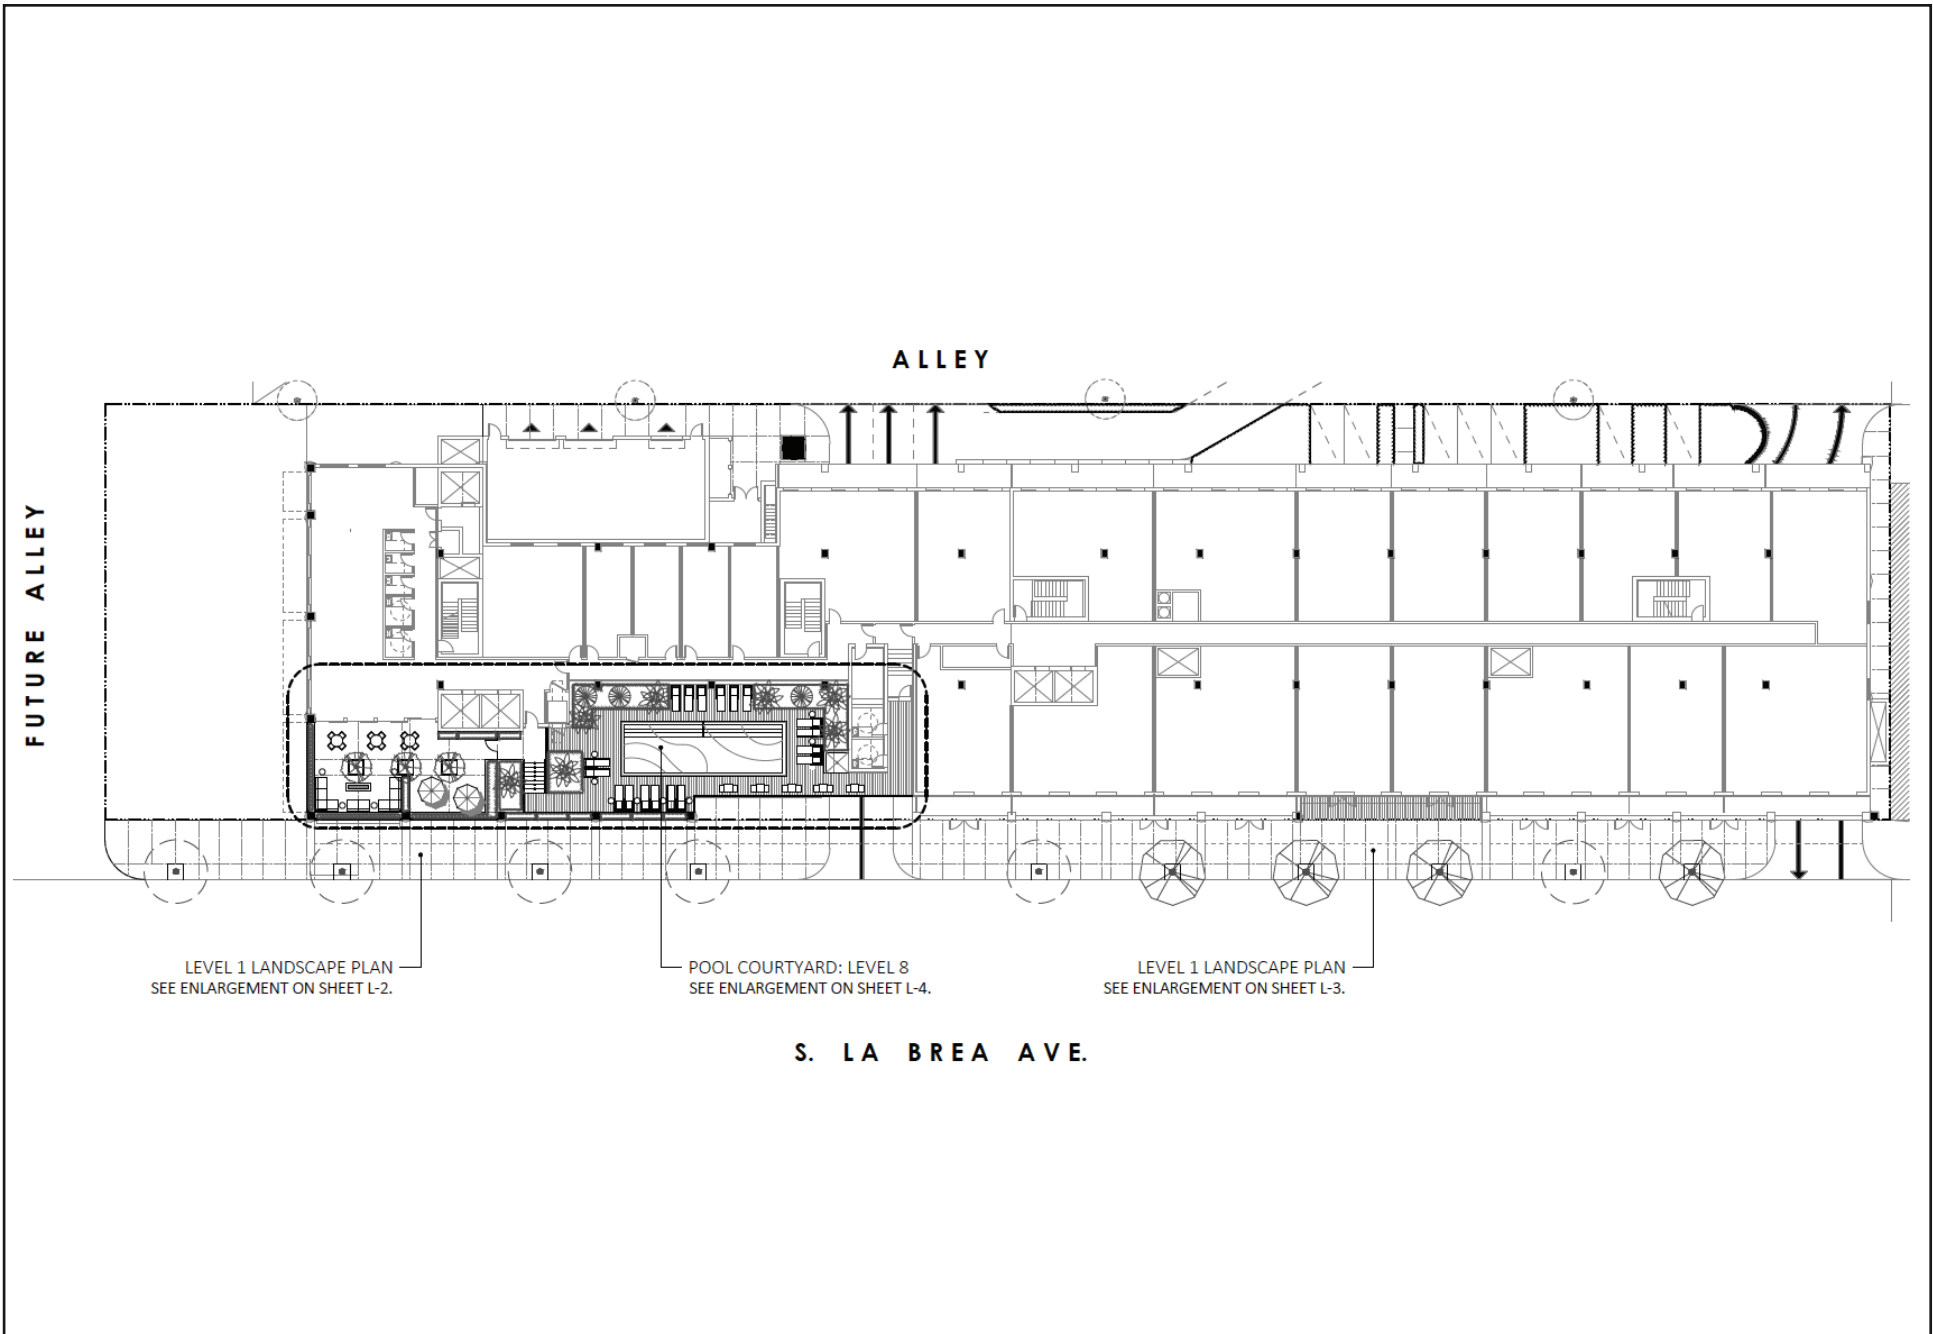 ALLEY
FUTURE ALLEY
LEVEL 1 LANDSCAPE PLAN
SEE ENLARGEMENT ON SHEET L-2.
POOL COURTYARD: LEVEL 8
SEE ENLARGEMENT ON SHEET L-4.
LEVEL 1 LANDSCAPE PLAN
SEE ENLARGEMENT ON SHEET L-3.
S. LA BREA AVE.